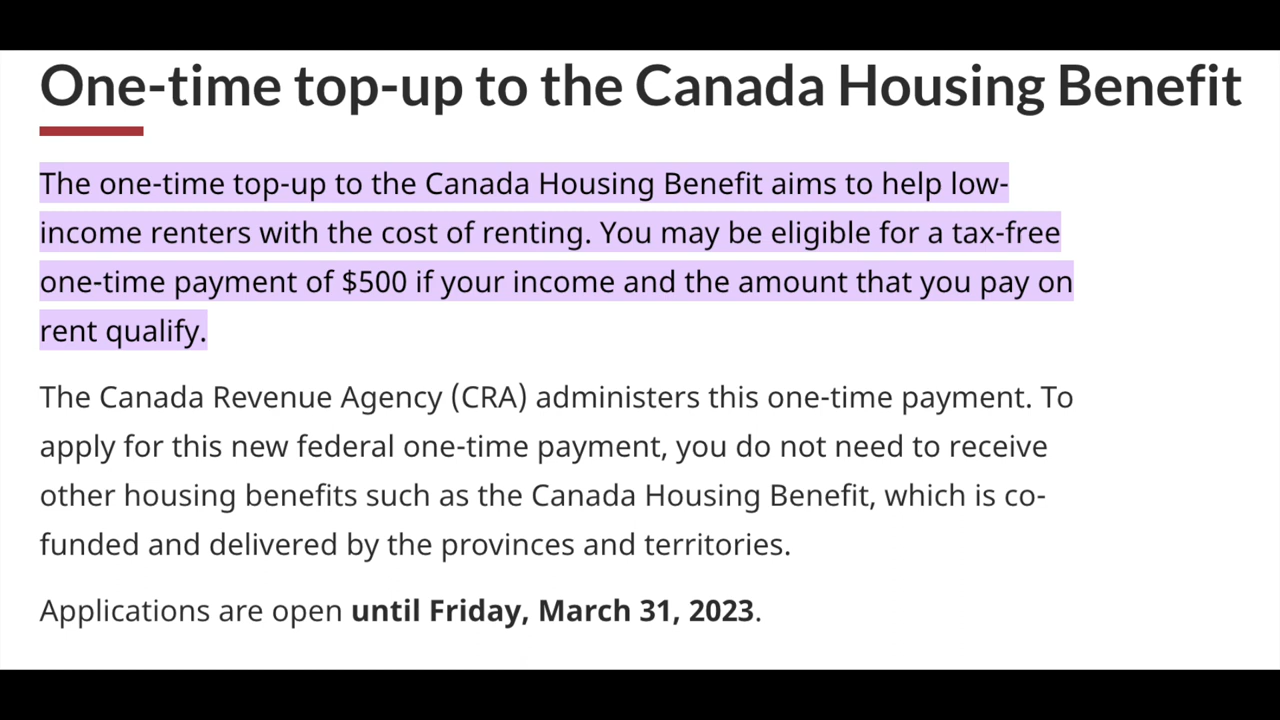 One-time top-up to the Canada Housing Benefit
The one-time top-up to the Canada Housing Benefit aims to help low-
income renters with the cost of renting. You may be eligible for a tax-free
one-time payment of $500 if your income and the amount that you pay on
rent qualify.
The Canada Revenue Agency (CRA) administers this one-time payment. To
apply for this new federal one-time payment, you do not need to receive
other housing benefits such as the Canada Housing Benefit, which is co-
funded and delivered by the provinces and territories.
Applications are open until Friday, March 31, 2023.